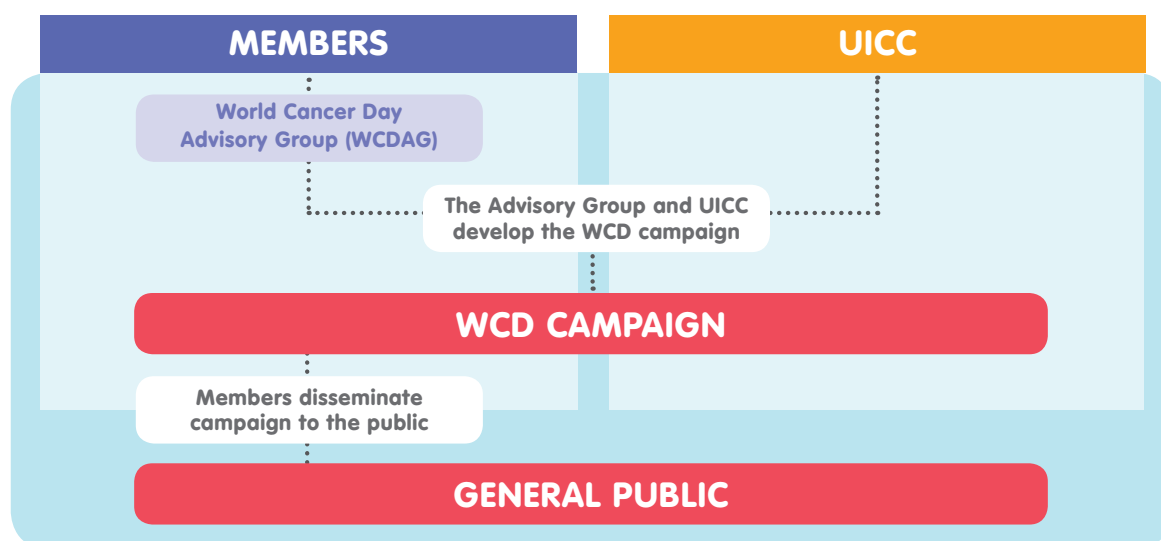 MEMBERS
UICC
World Cancer Day
Advisory Group (WCDAG)
The Advisory Group and UICC
develop the WCD campaign
WCD CAMPAIGN
Members disseminate
campaign to the public
GENERAL PUBLIC